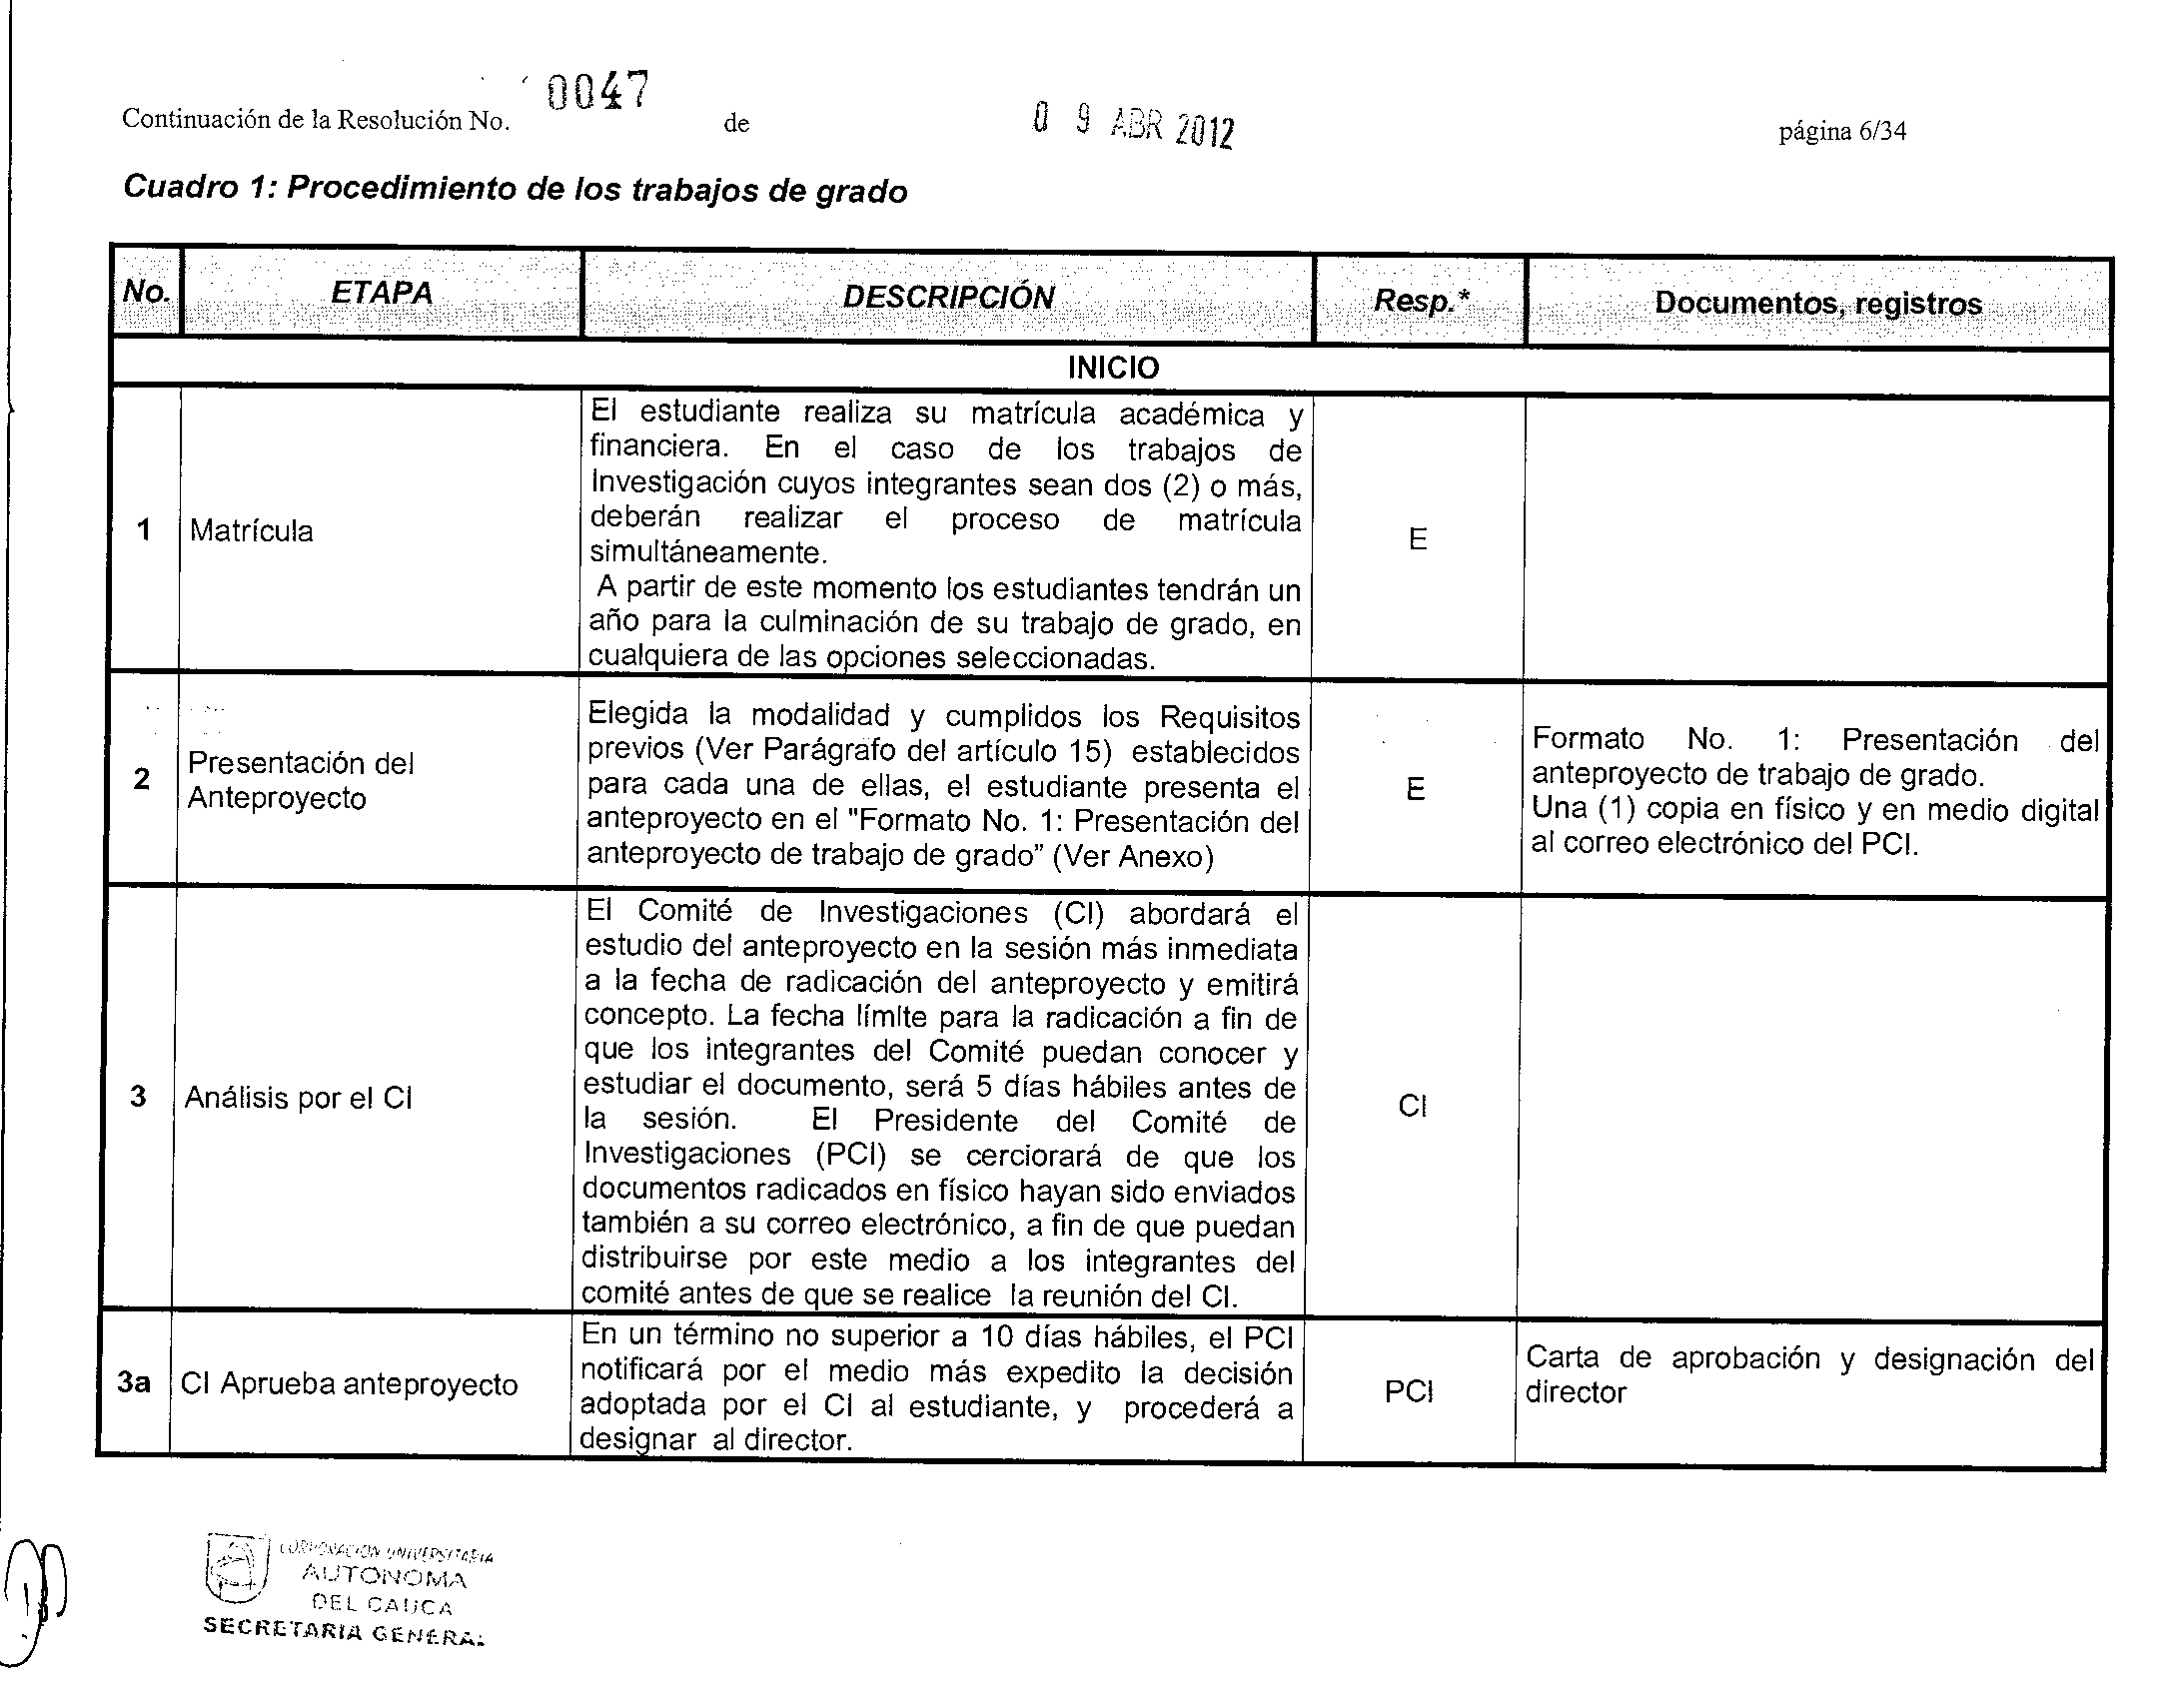 Continuación de la Resolución No. 0047 de 09 ABR 2012 página 6/34
Cuadro 1: Procedimiento de los trabajos de grado
No. ETAPA DESCRIPCIÓN Resp.* Documentos, registros
INICIO
1
Matrícula
El estudiante realiza su matrícula académica y
financiera. En el caso de los trabajos de
Investigación cuyos integrantes sean dos (2) o más,
deberán realizar el proceso de matrícula
simultáneamente.
A partir de este momento los estudiantes tendrán un
año para la culminación de su trabajo de grado, en
cualquiera de las opciones seleccionadas.
E
2
Presentación del
Anteproyecto
Elegida la modalidad y cumplidos los Requisitos
previos (Ver Parágrafo del artículo 15) establecidos
para cada una de ellas, el estudiante presenta el
anteproyecto en el "Formato No. 1: Presentación del
anteproyecto de trabajo de grado” (Ver Anexo)
E
Formato No. 1: Presentación del
anteproyecto de trabajo de grado.
Una (1) copia en físico y en medio digital
al correo electrónico del PCI.
3
Análisis por el CI
El Comité de Investigaciones (CI) abordará el
estudio del anteproyecto en la sesión más inmediata
a la fecha de radicación del anteproyecto y emitirá
concepto. La fecha límite para la radicación a fin de
que los integrantes del Comité puedan conocer y
estudiar el documento, será 5 días hábiles antes de
la sesión. El Presidente del Comité de
Investigaciones (PCI) se cerciorará de que los
documentos radicados en físico hayan sido enviados
también a su correo electrónico, a fin de que puedan
distribuirse por este medio a los integrantes del
comité antes de que se realice la reunión del CI.
CI
3a
CI Aprueba anteproyecto
En un término no superior a 10 días hábiles, el PCI
notificará por el medio más expedito la decisión
adoptada por el CI al estudiante, y procederá a
designar al director.
PCI
Carta de aprobación y designación del
director
CORPORACION UNIVERSITARIA
AUTONOMA
DEL CAUCA
SECRETARIA GENERAL